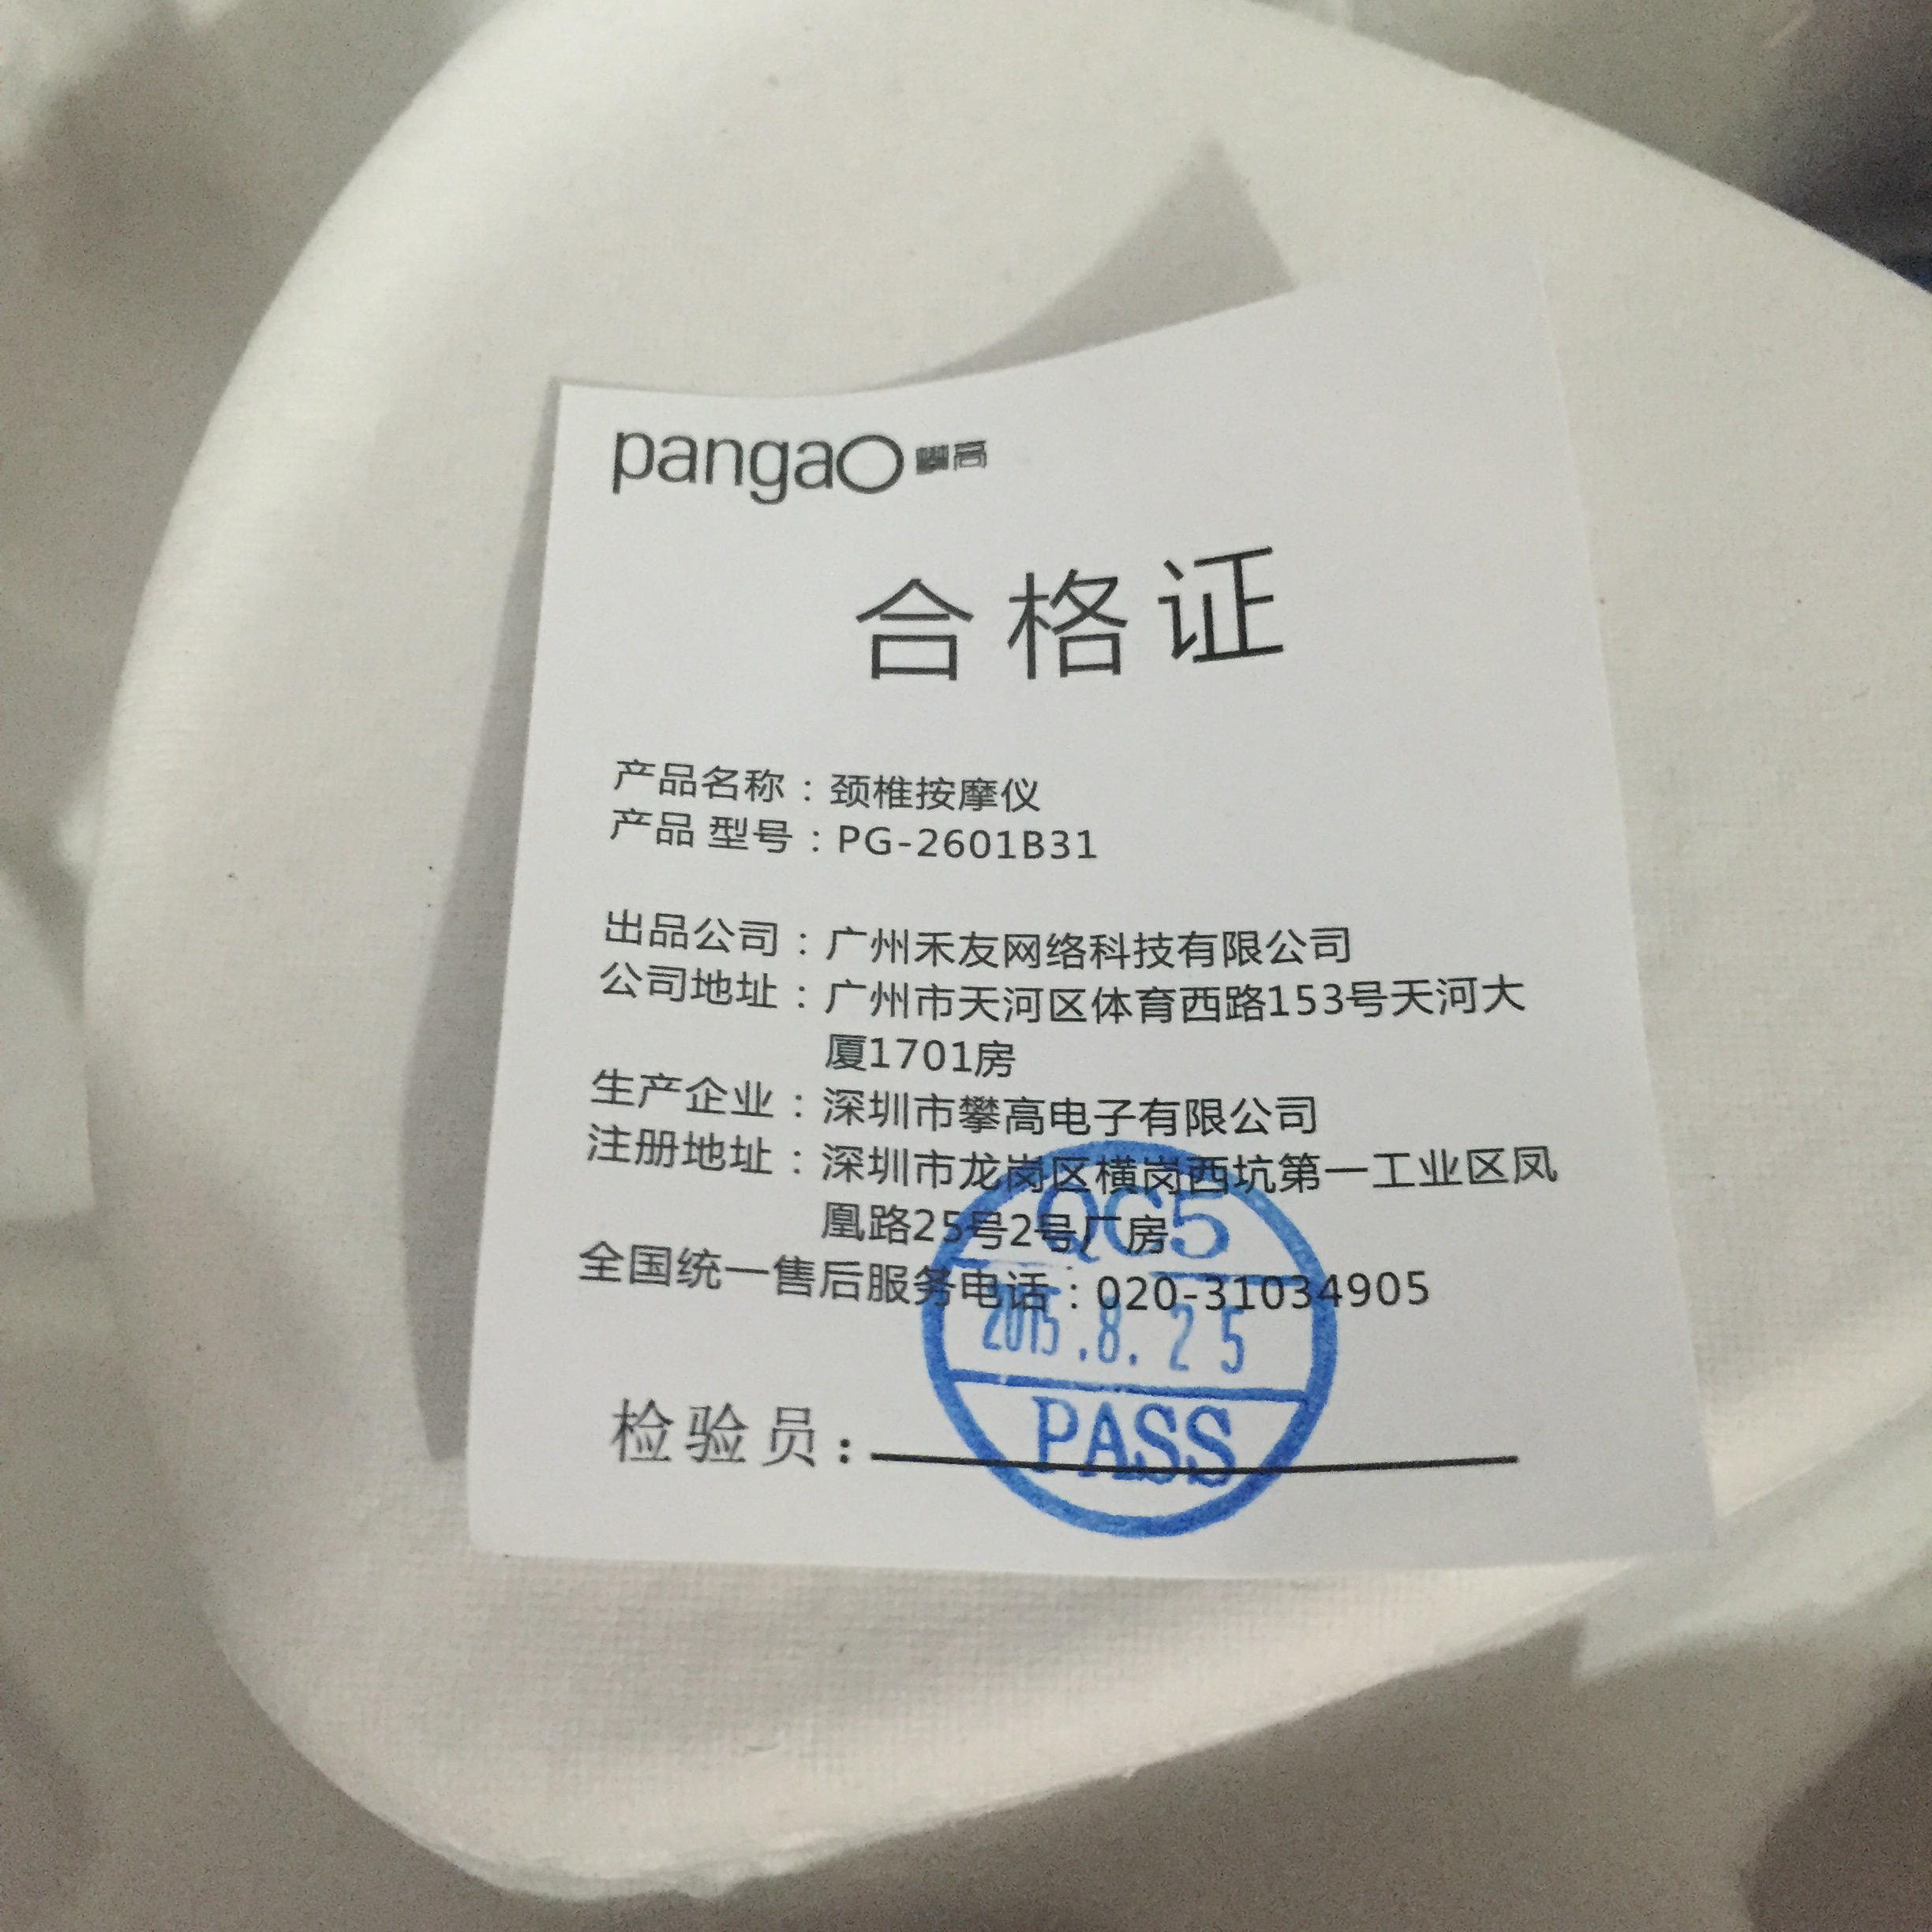 pangao 攀高
合格证
产品名称：颈椎按摩仪
产品 型号：PG-2601B31
出品公司：广州禾友网络科技有限公司
公司地址：广州市天河区体育西路153号天河大
厦1701房
生产企业：深圳市攀高电子有限公司
注册地址：深圳市龙岗区横岗西坑第一工业区凤
凰路25号2号厂房
全国统一售后服务电话：020-31034905
QC5
2015.8.25
PASS
检验员：